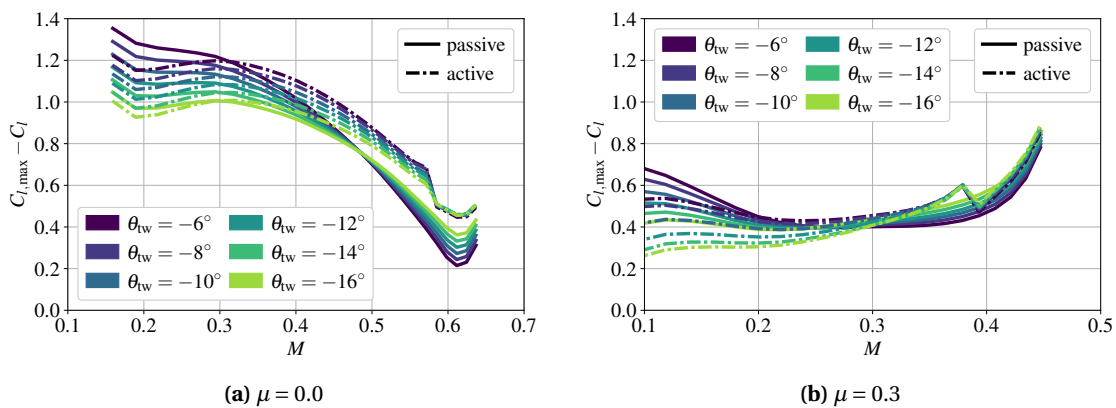 1.4
1.2
1.0
0.8
0.6
0.4
0.2
0.0
C_{l,max} − C_l
passive
active
θ_tw = −6°
θ_tw = −8°
θ_tw = −10°
θ_tw = −12°
θ_tw = −14°
θ_tw = −16°
0.1 0.2 0.3 0.4 0.5 0.6 0.7
M
(a) μ = 0.0
1.4
1.2
1.0
0.8
0.6
0.4
0.2
0.0
C_{l,max} − C_l
θ_tw = −6°
θ_tw = −8°
θ_tw = −10°
θ_tw = −12°
θ_tw = −14°
θ_tw = −16°
passive
active
0.1 0.2 0.3 0.4 0.5
M
(b) μ = 0.3